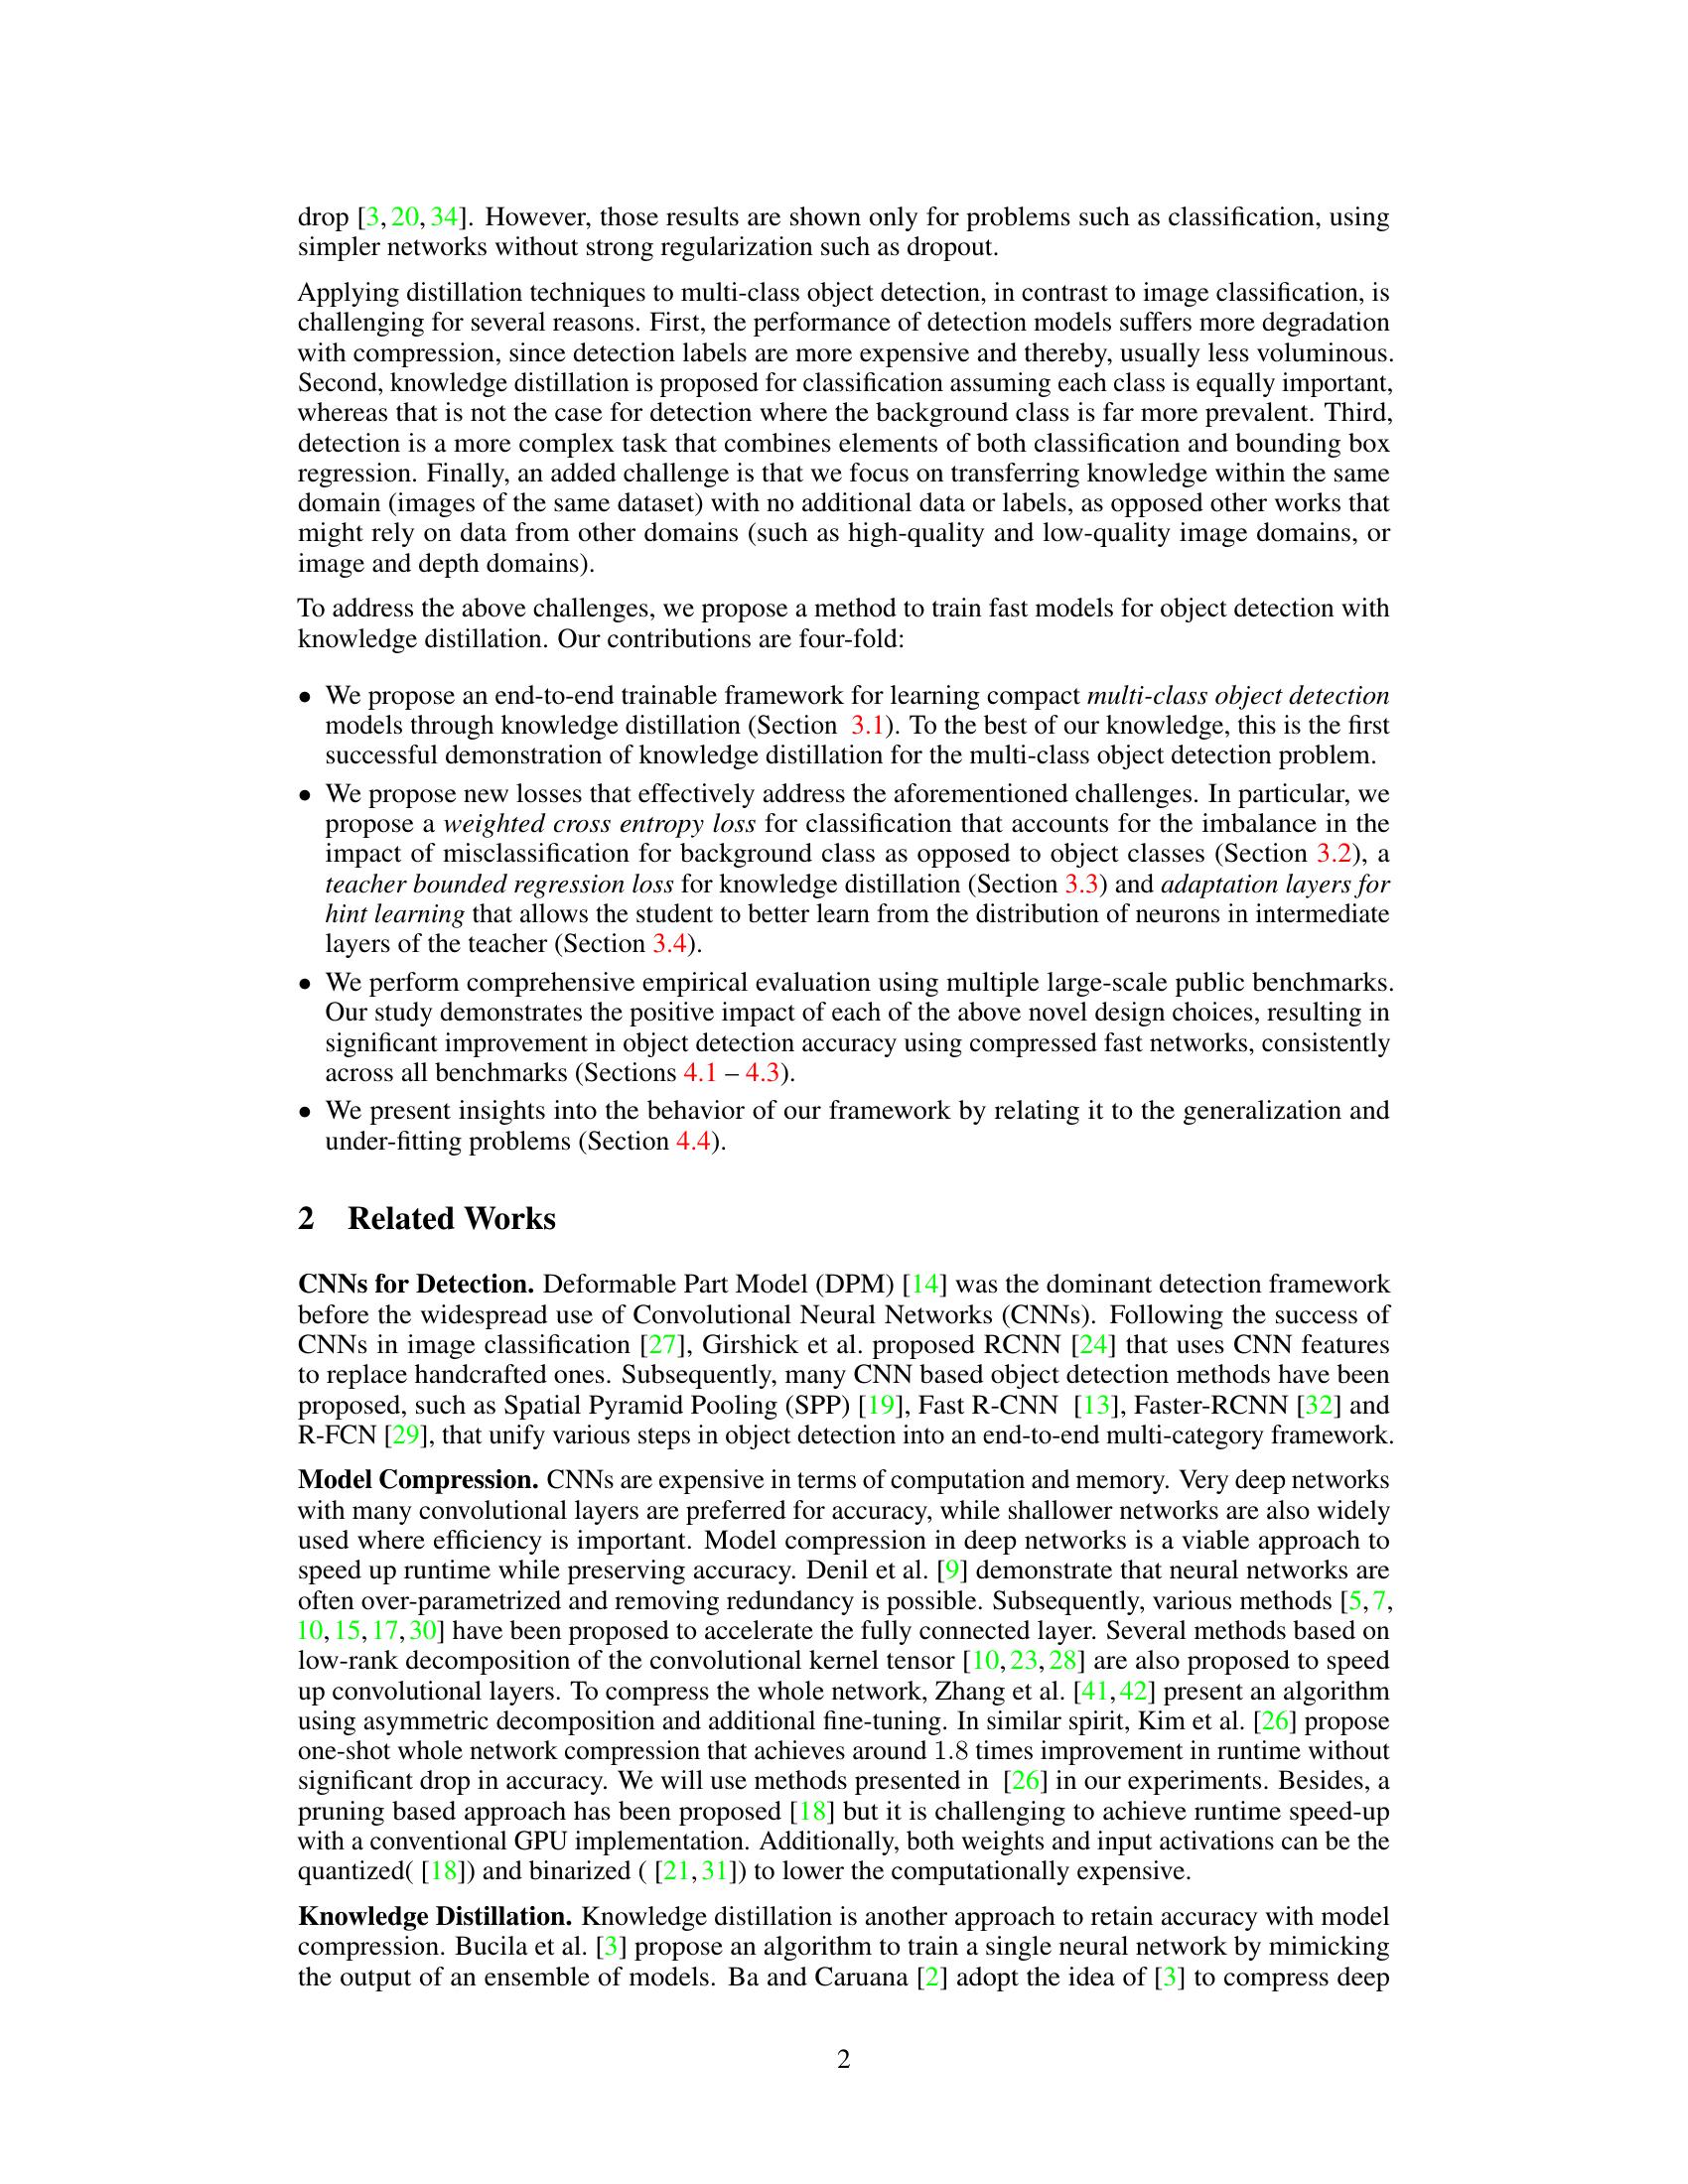 drop [3, 20, 34]. However, those results are shown only for problems such as classification, using
simpler networks without strong regularization such as dropout.
Applying distillation techniques to multi-class object detection, in contrast to image classification, is
challenging for several reasons. First, the performance of detection models suffers more degradation
with compression, since detection labels are more expensive and thereby, usually less voluminous.
Second, knowledge distillation is proposed for classification assuming each class is equally important,
whereas that is not the case for detection where the background class is far more prevalent. Third,
detection is a more complex task that combines elements of both classification and bounding box
regression. Finally, an added challenge is that we focus on transferring knowledge within the same
domain (images of the same dataset) with no additional data or labels, as opposed other works that
might rely on data from other domains (such as high-quality and low-quality image domains, or
image and depth domains).
To address the above challenges, we propose a method to train fast models for object detection with
knowledge distillation. Our contributions are four-fold:
• We propose an end-to-end trainable framework for learning compact multi-class object detection
models through knowledge distillation (Section 3.1). To the best of our knowledge, this is the first
successful demonstration of knowledge distillation for the multi-class object detection problem.
• We propose new losses that effectively address the aforementioned challenges. In particular, we
propose a weighted cross entropy loss for classification that accounts for the imbalance in the
impact of misclassification for background class as opposed to object classes (Section 3.2), a
teacher bounded regression loss for knowledge distillation (Section 3.3) and adaptation layers for
hint learning that allows the student to better learn from the distribution of neurons in intermediate
layers of the teacher (Section 3.4).
• We perform comprehensive empirical evaluation using multiple large-scale public benchmarks.
Our study demonstrates the positive impact of each of the above novel design choices, resulting in
significant improvement in object detection accuracy using compressed fast networks, consistently
across all benchmarks (Sections 4.1 – 4.3).
• We present insights into the behavior of our framework by relating it to the generalization and
under-fitting problems (Section 4.4).
2 Related Works
CNNs for Detection. Deformable Part Model (DPM) [14] was the dominant detection framework
before the widespread use of Convolutional Neural Networks (CNNs). Following the success of
CNNs in image classification [27], Girshick et al. proposed RCNN [24] that uses CNN features
to replace handcrafted ones. Subsequently, many CNN based object detection methods have been
proposed, such as Spatial Pyramid Pooling (SPP) [19], Fast R-CNN [13], Faster-RCNN [32] and
R-FCN [29], that unify various steps in object detection into an end-to-end multi-category framework.
Model Compression. CNNs are expensive in terms of computation and memory. Very deep networks
with many convolutional layers are preferred for accuracy, while shallower networks are also widely
used where efficiency is important. Model compression in deep networks is a viable approach to
speed up runtime while preserving accuracy. Denil et al. [9] demonstrate that neural networks are
often over-parametrized and removing redundancy is possible. Subsequently, various methods [5, 7,
10, 15, 17, 30] have been proposed to accelerate the fully connected layer. Several methods based on
low-rank decomposition of the convolutional kernel tensor [10, 23, 28] are also proposed to speed
up convolutional layers. To compress the whole network, Zhang et al. [41, 42] present an algorithm
using asymmetric decomposition and additional fine-tuning. In similar spirit, Kim et al. [26] propose
one-shot whole network compression that achieves around 1.8 times improvement in runtime without
significant drop in accuracy. We will use methods presented in [26] in our experiments. Besides, a
pruning based approach has been proposed [18] but it is challenging to achieve runtime speed-up
with a conventional GPU implementation. Additionally, both weights and input activations can be the
quantized( [18]) and binarized ( [21, 31]) to lower the computationally expensive.
Knowledge Distillation. Knowledge distillation is another approach to retain accuracy with model
compression. Bucila et al. [3] propose an algorithm to train a single neural network by mimicking
the output of an ensemble of models. Ba and Caruana [2] adopt the idea of [3] to compress deep
2